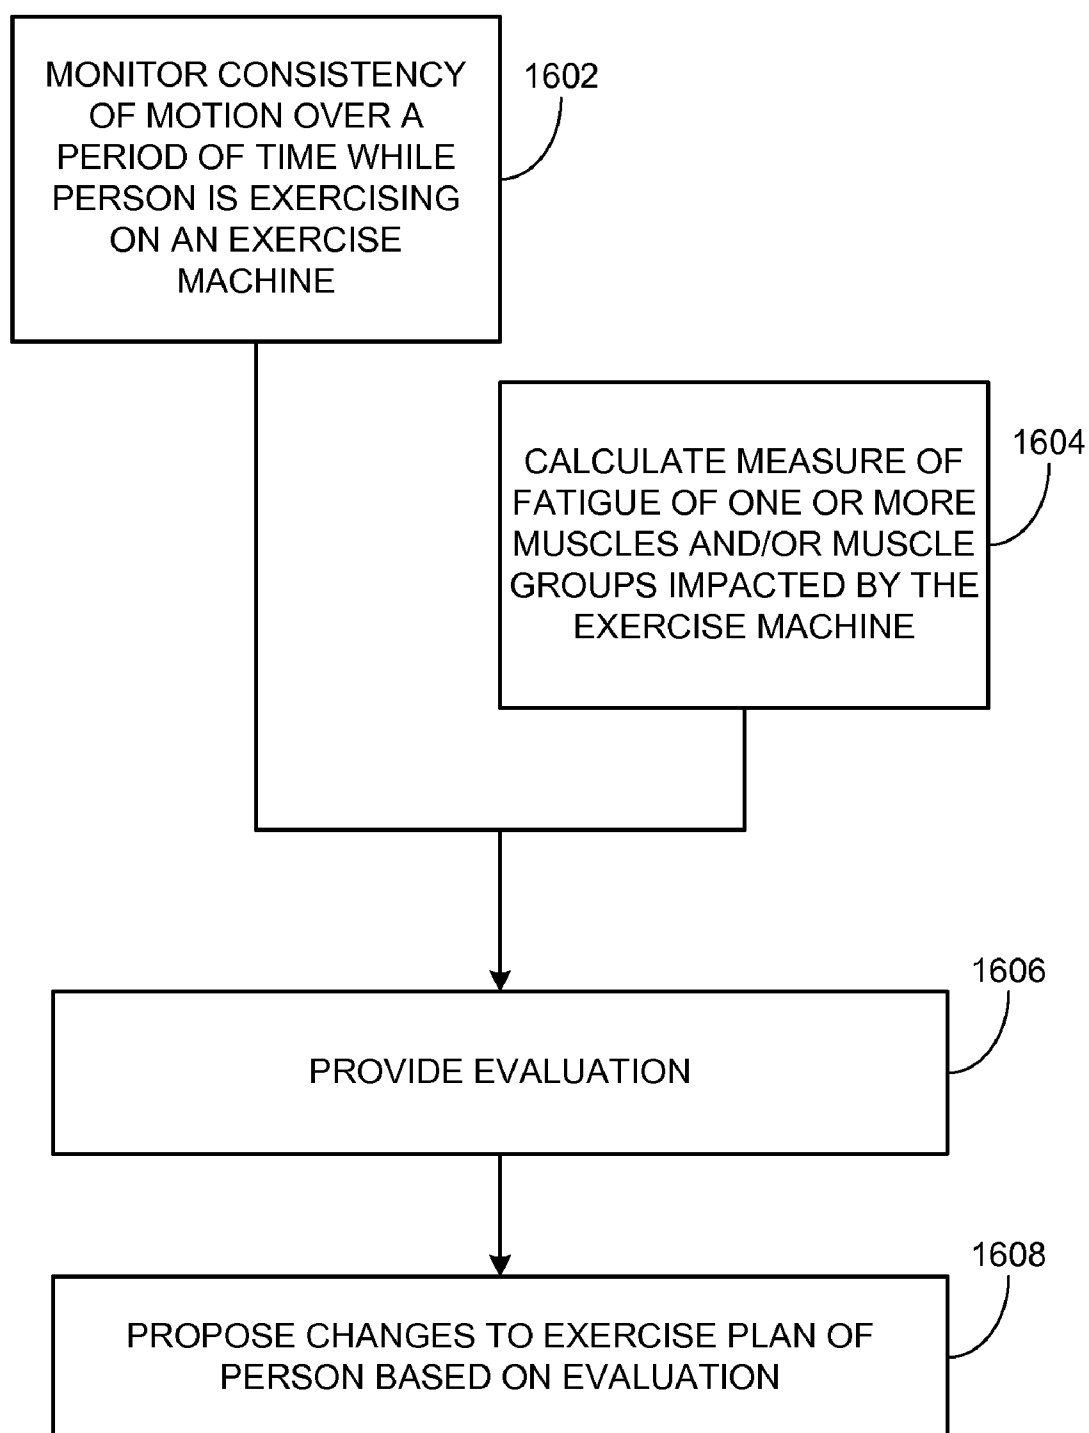 MONITOR CONSISTENCY
OF MOTION OVER A
PERIOD OF TIME WHILE
PERSON IS EXERCISING
ON AN EXERCISE
MACHINE
1602
CALCULATE MEASURE OF
FATIGUE OF ONE OR MORE
MUSCLES AND/OR MUSCLE
GROUPS IMPACTED BY THE
EXERCISE MACHINE
1604
PROVIDE EVALUATION
1606
PROPOSE CHANGES TO EXERCISE PLAN OF
PERSON BASED ON EVALUATION
1608